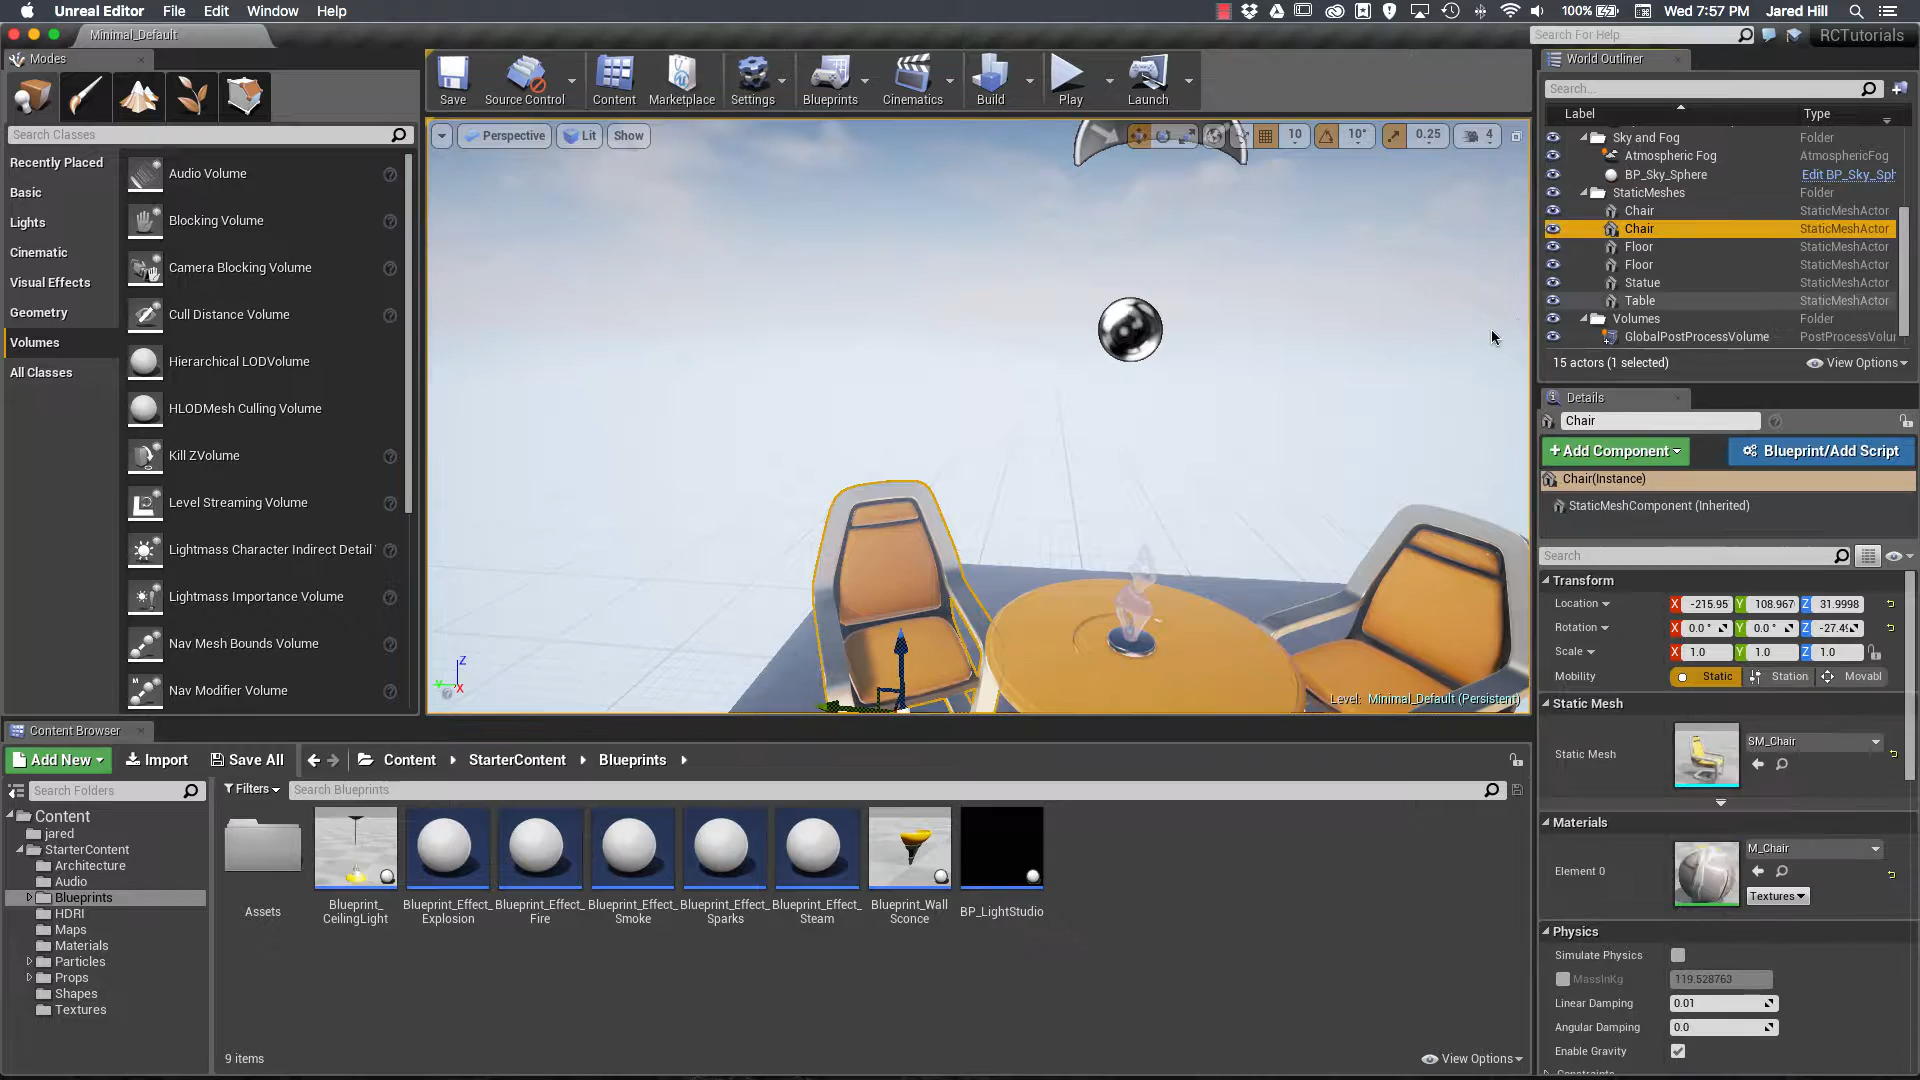 Unreal Editor File Edit Window Help
100% Wed 7:57 PM Jared Hill
Minimal_Default
Search For Help
RCTutorials
Modes
Search Classes
Recently Placed
Basic
Lights
Cinematic
Visual Effects
Geometry
Volumes
All Classes
Audio Volume
Blocking Volume
Camera Blocking Volume
Cull Distance Volume
Hierarchical LODVolume
HLODMesh Culling Volume
Kill ZVolume
Level Streaming Volume
Lightmass Character Indirect Detail
Lightmass Importance Volume
Nav Mesh Bounds Volume
Nav Modifier Volume
Save
Source Control
Content
Marketplace
Settings
Blueprints
Cinematics
Build
Play
Launch
Perspective
Lit
Show
10
10°
0.25
4
Z
Y
X
Level: Minimal_Default (Persistent)
World Outliner
Search...
Label Type
Sky and Fog Folder
Atmospheric Fog AtmosphericFog
BP_Sky_Sphere Edit BP_Sky_Sph
StaticMeshes Folder
Chair StaticMeshActor
Chair StaticMeshActor
Floor StaticMeshActor
Floor StaticMeshActor
Statue StaticMeshActor
Table StaticMeshActor
Volumes Folder
GlobalPostProcessVolume PostProcessVolu
15 actors (1 selected)
View Options
Details
Chair
+Add Component
Blueprint/Add Script
Chair(Instance)
StaticMeshComponent (Inherited)
Search
Transform
Location X -215.95 Y 108.967 Z 31.9998
Rotation X 0.0 ° Y 0.0 ° Z -27.49
Scale X 1.0 Y 1.0 Z 1.0
Mobility Static Station Movabl
Static Mesh
Static Mesh
SM_Chair
Materials
Element 0
M_Chair
Textures
Physics
Simulate Physics
MassInKg 119.528763
Linear Damping 0.01
Angular Damping 0.0
Enable Gravity
Constraints
Content Browser
Add New
Import
Save All
Content
StarterContent
Blueprints
Search Folders
Filters
Search Blueprints
Content
jared
StarterContent
Architecture
Audio
Blueprints
HDRI
Maps
Materials
Particles
Props
Shapes
Textures
Assets
Blueprint_
CeilingLight
Blueprint_Effect_
Explosion
Blueprint_Effect_
Fire
Blueprint_Effect_
Smoke
Blueprint_Effect_
Sparks
Blueprint_Effect_
Steam
Blueprint_Wall
Sconce
BP_LightStudio
9 items
View Options